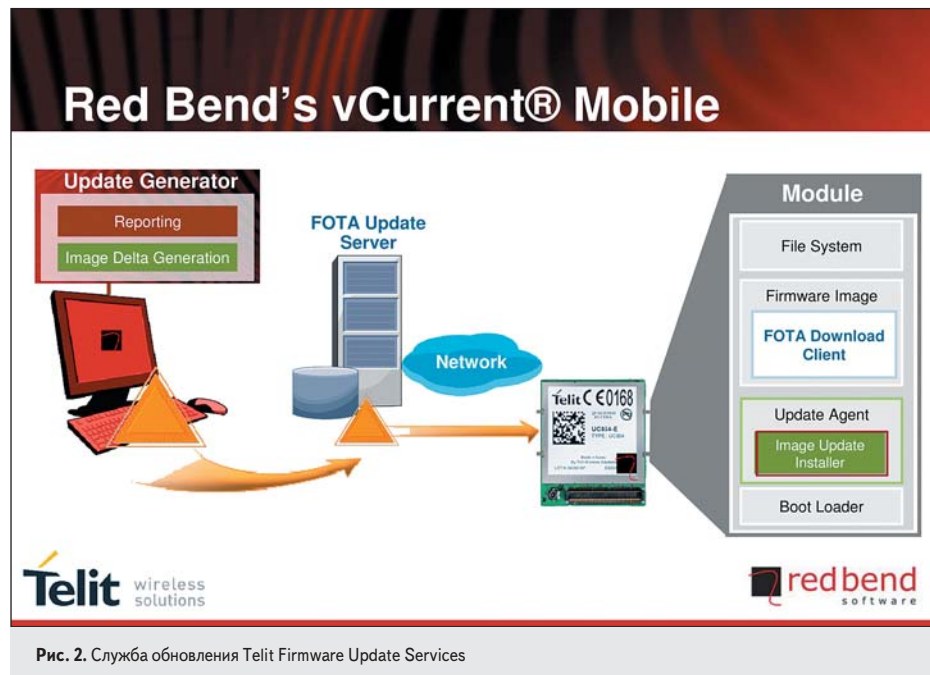 Red Bend's vCurrent® Mobile
Update Generator
Reporting
Image Delta Generation
FOTA Update
Server
Network
Telit CE0168
UC864-E
Module
File System
Firmware Image
FOTA Download
Client
Update Agent
Image Update
Installer
Boot Loader
Telit wireless
solutions
redbend
software
Рис. 2. Служба обновления Telit Firmware Update Services